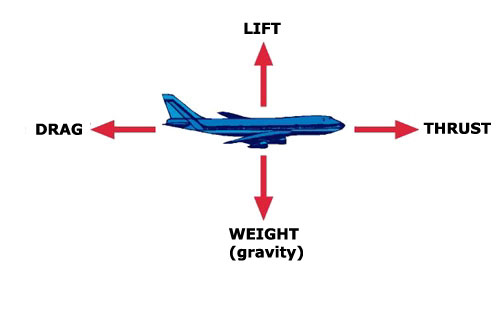 LIFT
DRAG
THRUST
WEIGHT
(gravity)